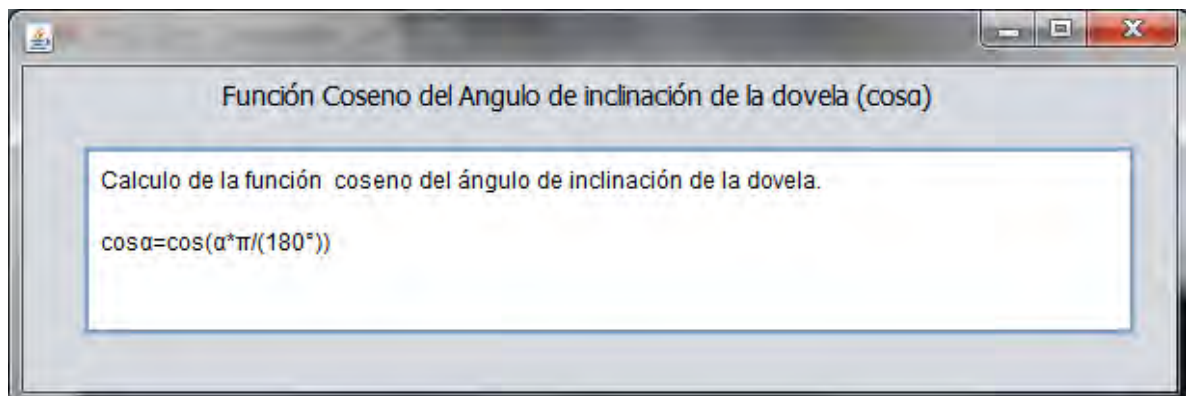 Función Coseno del Angulo de inclinación de la dovela (cosα)
Calculo de la función  coseno del ángulo de inclinación de la dovela.
cosα=cos(α*π/(180°))